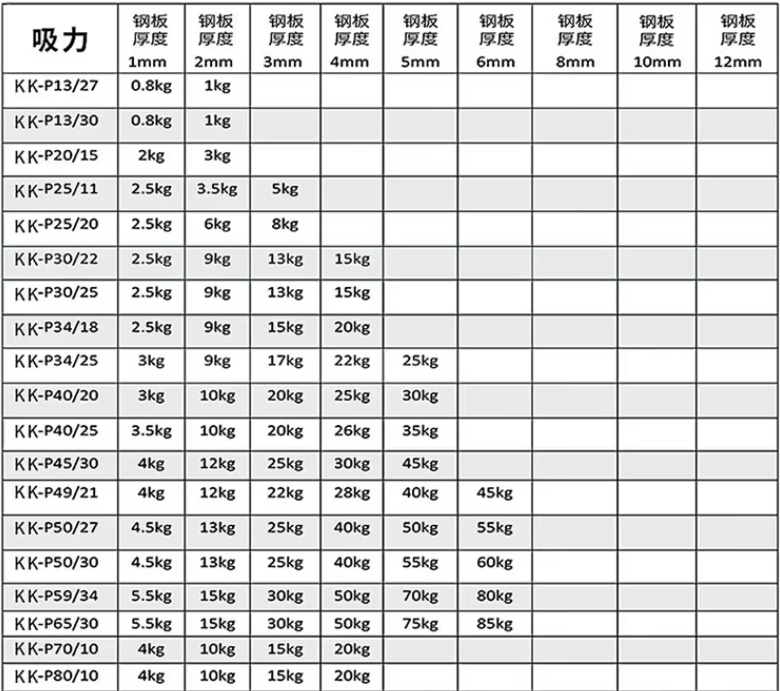 吸力 钢板厚度1mm 钢板厚度2mm 钢板厚度3mm 钢板厚度4mm 钢板厚度5mm 钢板厚度6mm 钢板厚度8mm 钢板厚度10mm 钢板厚度12mm
KK-P13/27 0.8kg 1kg
KK-P13/30 0.8kg 1kg
KK-P20/15 2kg 3kg
KK-P25/11 2.5kg 3.5kg 5kg
KK-P25/20 2.5kg 6kg 8kg
KK-P30/22 2.5kg 9kg 13kg 15kg
KK-P30/25 2.5kg 9kg 13kg 15kg
KK-P34/18 2.5kg 9kg 15kg 20kg
KK-P34/25 3kg 9kg 17kg 22kg 25kg
KK-P40/20 3kg 10kg 20kg 25kg 30kg
KK-P40/25 3.5kg 10kg 20kg 26kg 35kg
KK-P45/30 4kg 12kg 25kg 30kg 45kg
KK-P49/21 4kg 12kg 22kg 28kg 40kg 45kg
KK-P50/27 4.5kg 13kg 25kg 40kg 50kg 55kg
KK-P50/30 4.5kg 13kg 25kg 40kg 55kg 60kg
KK-P59/34 5.5kg 15kg 30kg 50kg 70kg 80kg
KK-P65/30 5.5kg 15kg 30kg 50kg 75kg 85kg
KK-P70/10 4kg 10kg 15kg 20kg
KK-P80/10 4kg 10kg 15kg 20kg